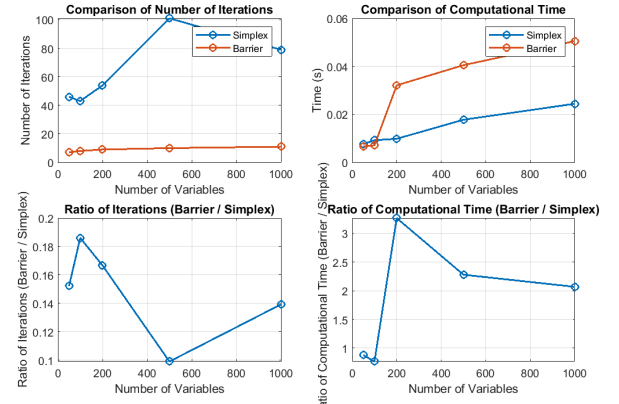 Comparison of Number of Iterations
Number of Iterations
100
80
60
40
20
0
Simplex
Barrier
0 200 400 600 800 1000
Number of Variables
Comparison of Computational Time
Time (s)
0.06
0.04
0.02
0
Simplex
Barrier
0 200 400 600 800 1000
Number of Variables
Ratio of Iterations (Barrier / Simplex)
Ratio of Iterations (Barrier / Simplex)
0.2
0.18
0.16
0.14
0.12
0.1
0 200 400 600 800 1000
Number of Variables
Ratio of Computational Time (Barrier / Simplex)
atio of Computational Time (Barrier / Simplex)
3
2.5
2
1.5
1
0 200 400 600 800 1000
Number of Variables